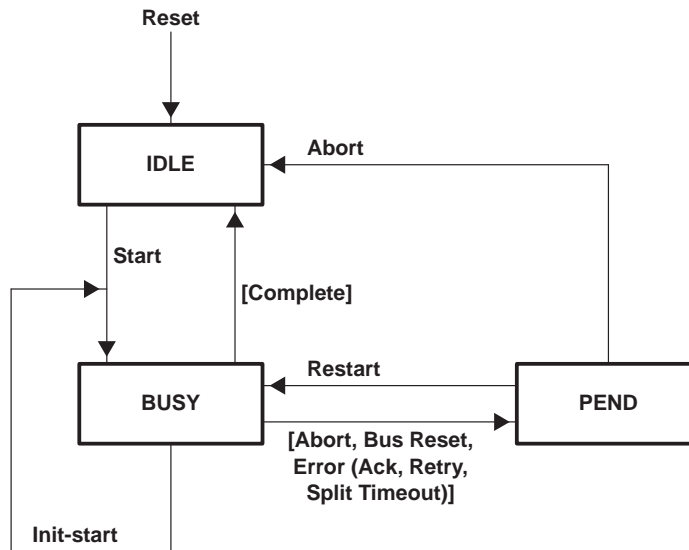 Reset
IDLE
Abort
Start
[Complete]
Restart
BUSY
PEND
[Abort, Bus Reset,
Error (Ack, Retry,
Split Timeout)]
Init-start